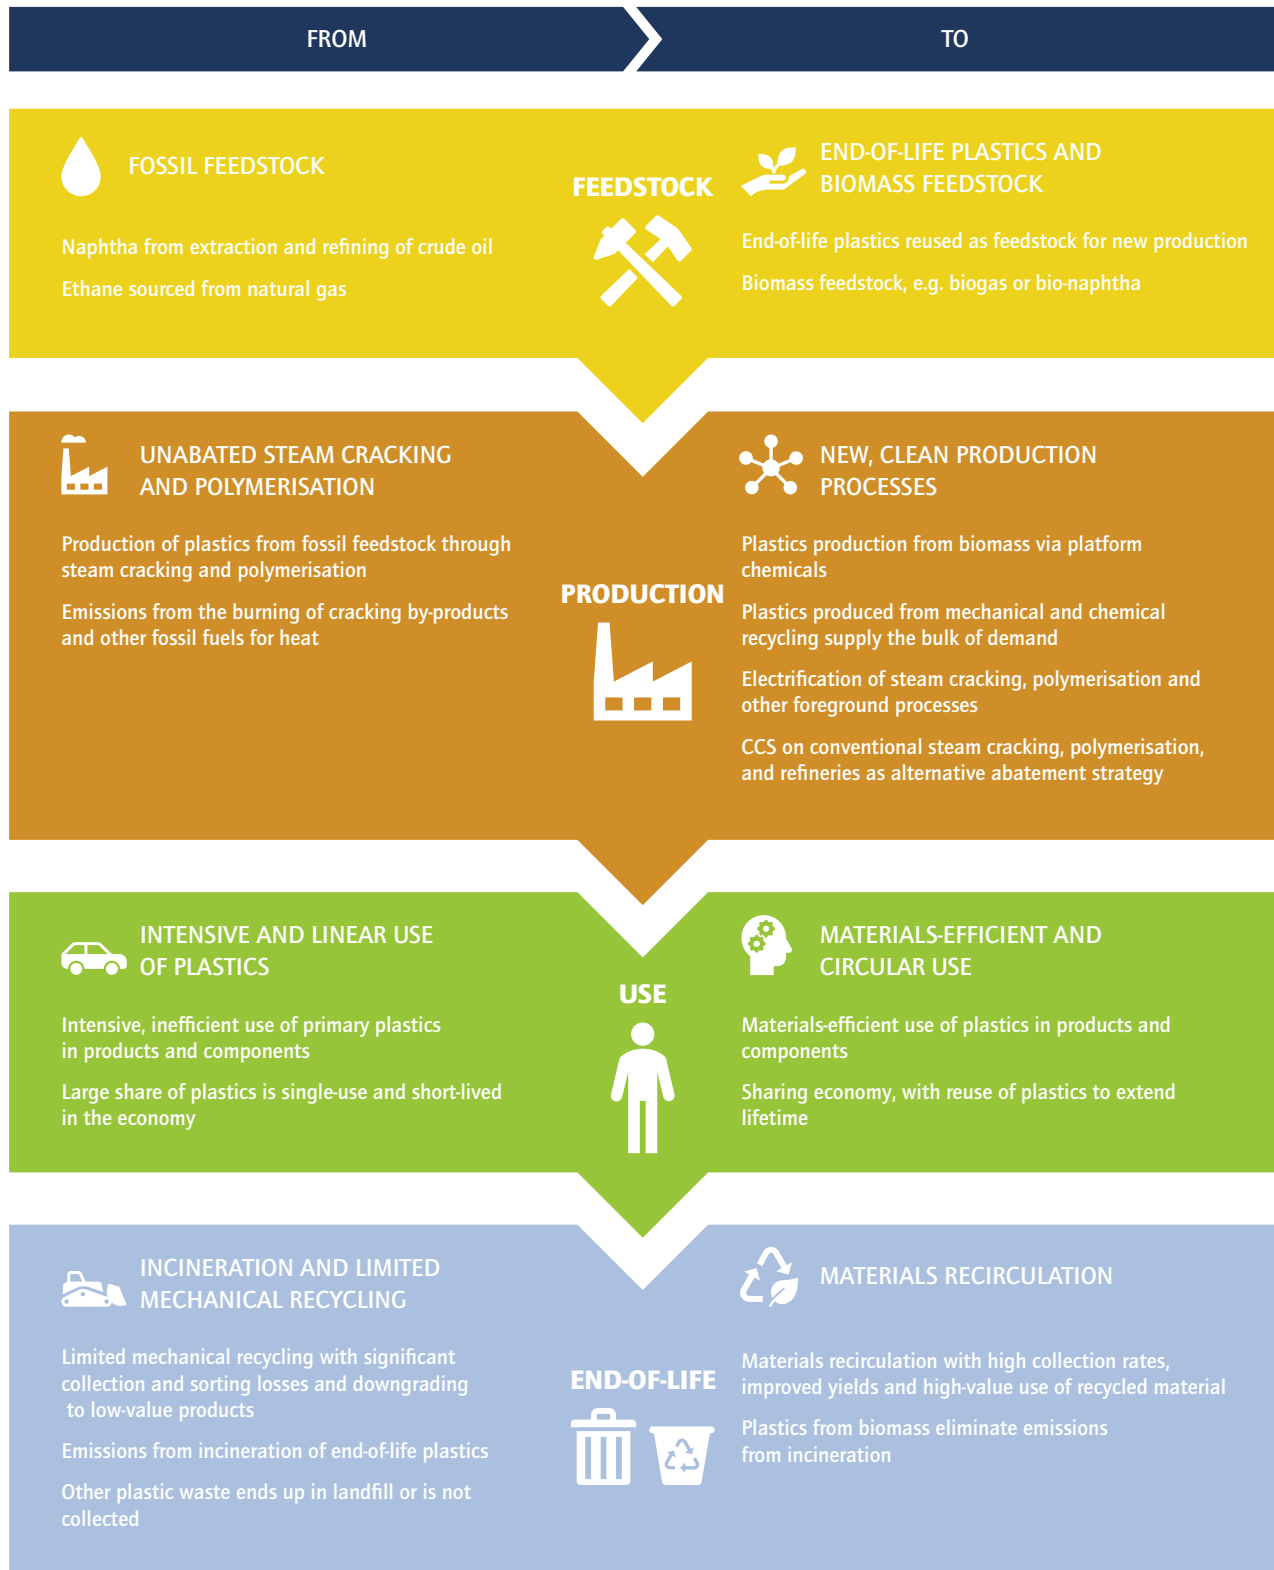 FROM
TO
FOSSIL FEEDSTOCK
Naphtha from extraction and refining of crude oil
Ethane sourced from natural gas
FEEDSTOCK
END-OF-LIFE PLASTICS AND
BIOMASS FEEDSTOCK
End-of-life plastics reused as feedstock for new production
Biomass feedstock, e.g. biogas or bio-naphtha
UNABATED STEAM CRACKING
AND POLYMERISATION
Production of plastics from fossil feedstock through
steam cracking and polymerisation
Emissions from the burning of cracking by-products
and other fossil fuels for heat
PRODUCTION
NEW, CLEAN PRODUCTION
PROCESSES
Plastics production from biomass via platform
chemicals
Plastics produced from mechanical and chemical
recycling supply the bulk of demand
Electrification of steam cracking, polymerisation and
other foreground processes
CCS on conventional steam cracking, polymerisation,
and refineries as alternative abatement strategy
INTENSIVE AND LINEAR USE
OF PLASTICS
Intensive, inefficient use of primary plastics
in products and components
Large share of plastics is single-use and short-lived
in the economy
USE
MATERIALS-EFFICIENT AND
CIRCULAR USE
Materials-efficient use of plastics in products and
components
Sharing economy, with reuse of plastics to extend
lifetime
INCINERATION AND LIMITED
MECHANICAL RECYCLING
Limited mechanical recycling with significant
collection and sorting losses and downgrading
to low-value products
Emissions from incineration of end-of-life plastics
Other plastic waste ends up in landfill or is not
collected
END-OF-LIFE
MATERIALS RECIRCULATION
Materials recirculation with high collection rates,
improved yields and high-value use of recycled material
Plastics from biomass eliminate emissions
from incineration